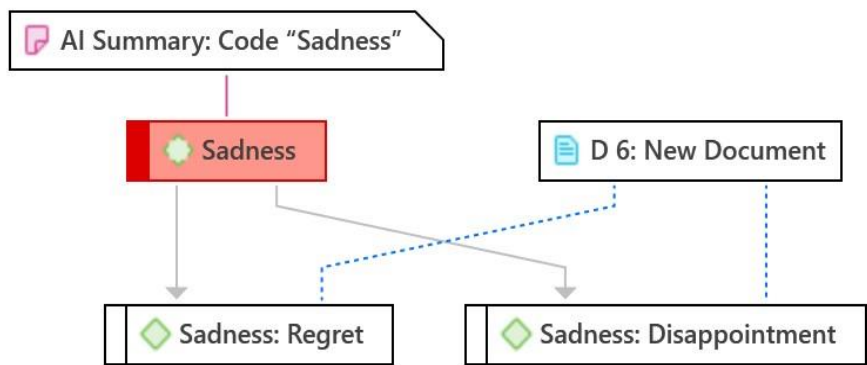 AI Summary: Code “Sadness”
Sadness
D 6: New Document
Sadness: Regret
Sadness: Disappointment